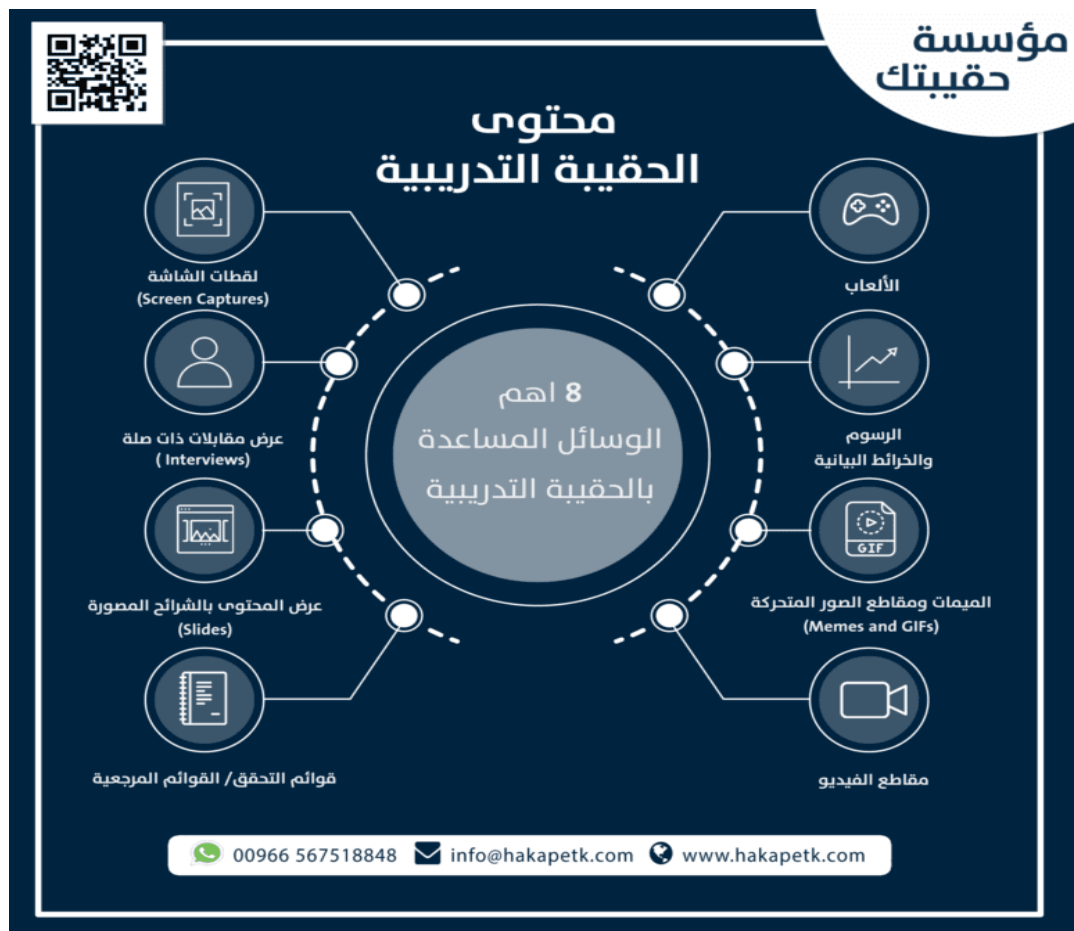 مؤسسة
حقيبتك
محتوى
الحقيبة التدريبية
8 اهم
الوسائل المساعدة
بالحقيبة التدريبية
الألعاب
الرسوم
والخرائط البيانية
GIF
الميمات ومقاطع الصور المتحركة
(Memes and GIFs)
مقاطع الفيديو
لقطات الشاشة
(Screen Captures)
عرض مقابلات ذات صلة
( Interviews)
عرض المحتوى بالشرائح المصورة
(Slides)
قوائم التحقق/ القوائم المرجعية
00966 567518848 info@hakapetk.com www.hakapetk.com